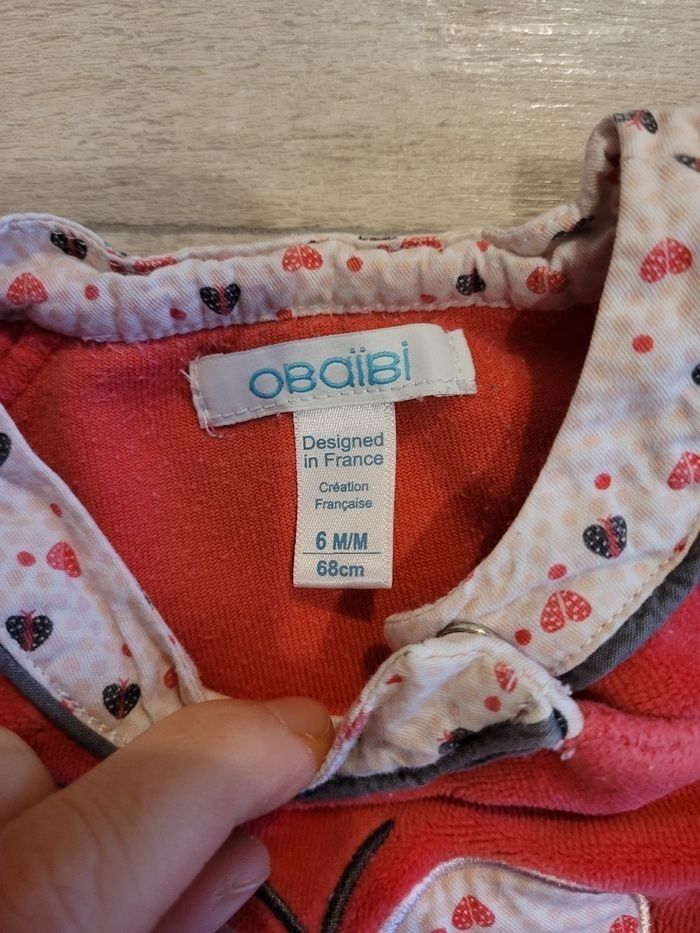 OBaïBi
Designed
in France
Création
Française
6 M/M
68cm